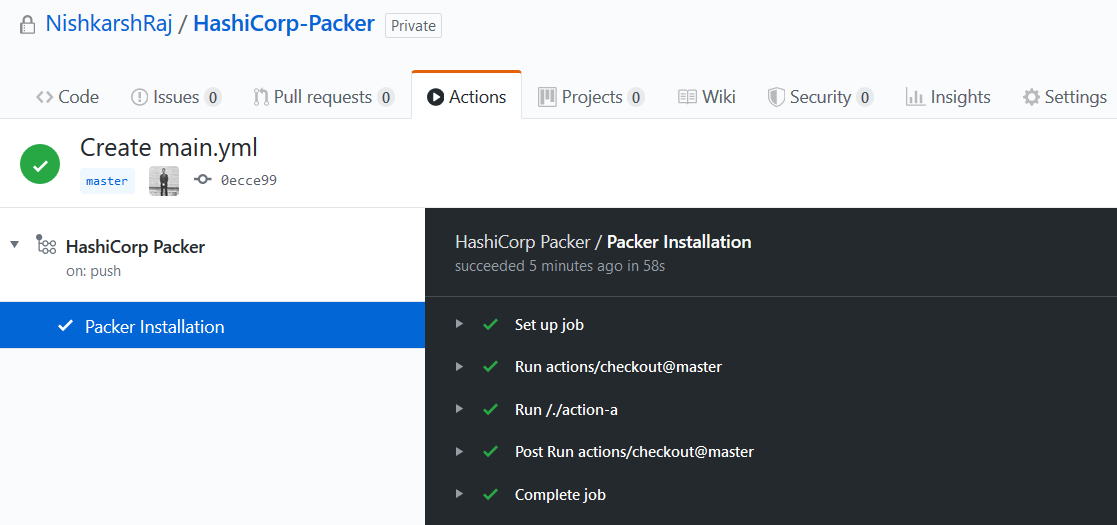 NishkarshRaj / HashiCorp-Packer Private
Code Issues 0 Pull requests 0 Actions Projects 0 Wiki Security 0 Insights Settings
Create main.yml
master 0ecce99
HashiCorp Packer
on: push
Packer Installation
HashiCorp Packer / Packer Installation
succeeded 5 minutes ago in 58s
Set up job
Run actions/checkout@master
Run /./action-a
Post Run actions/checkout@master
Complete job